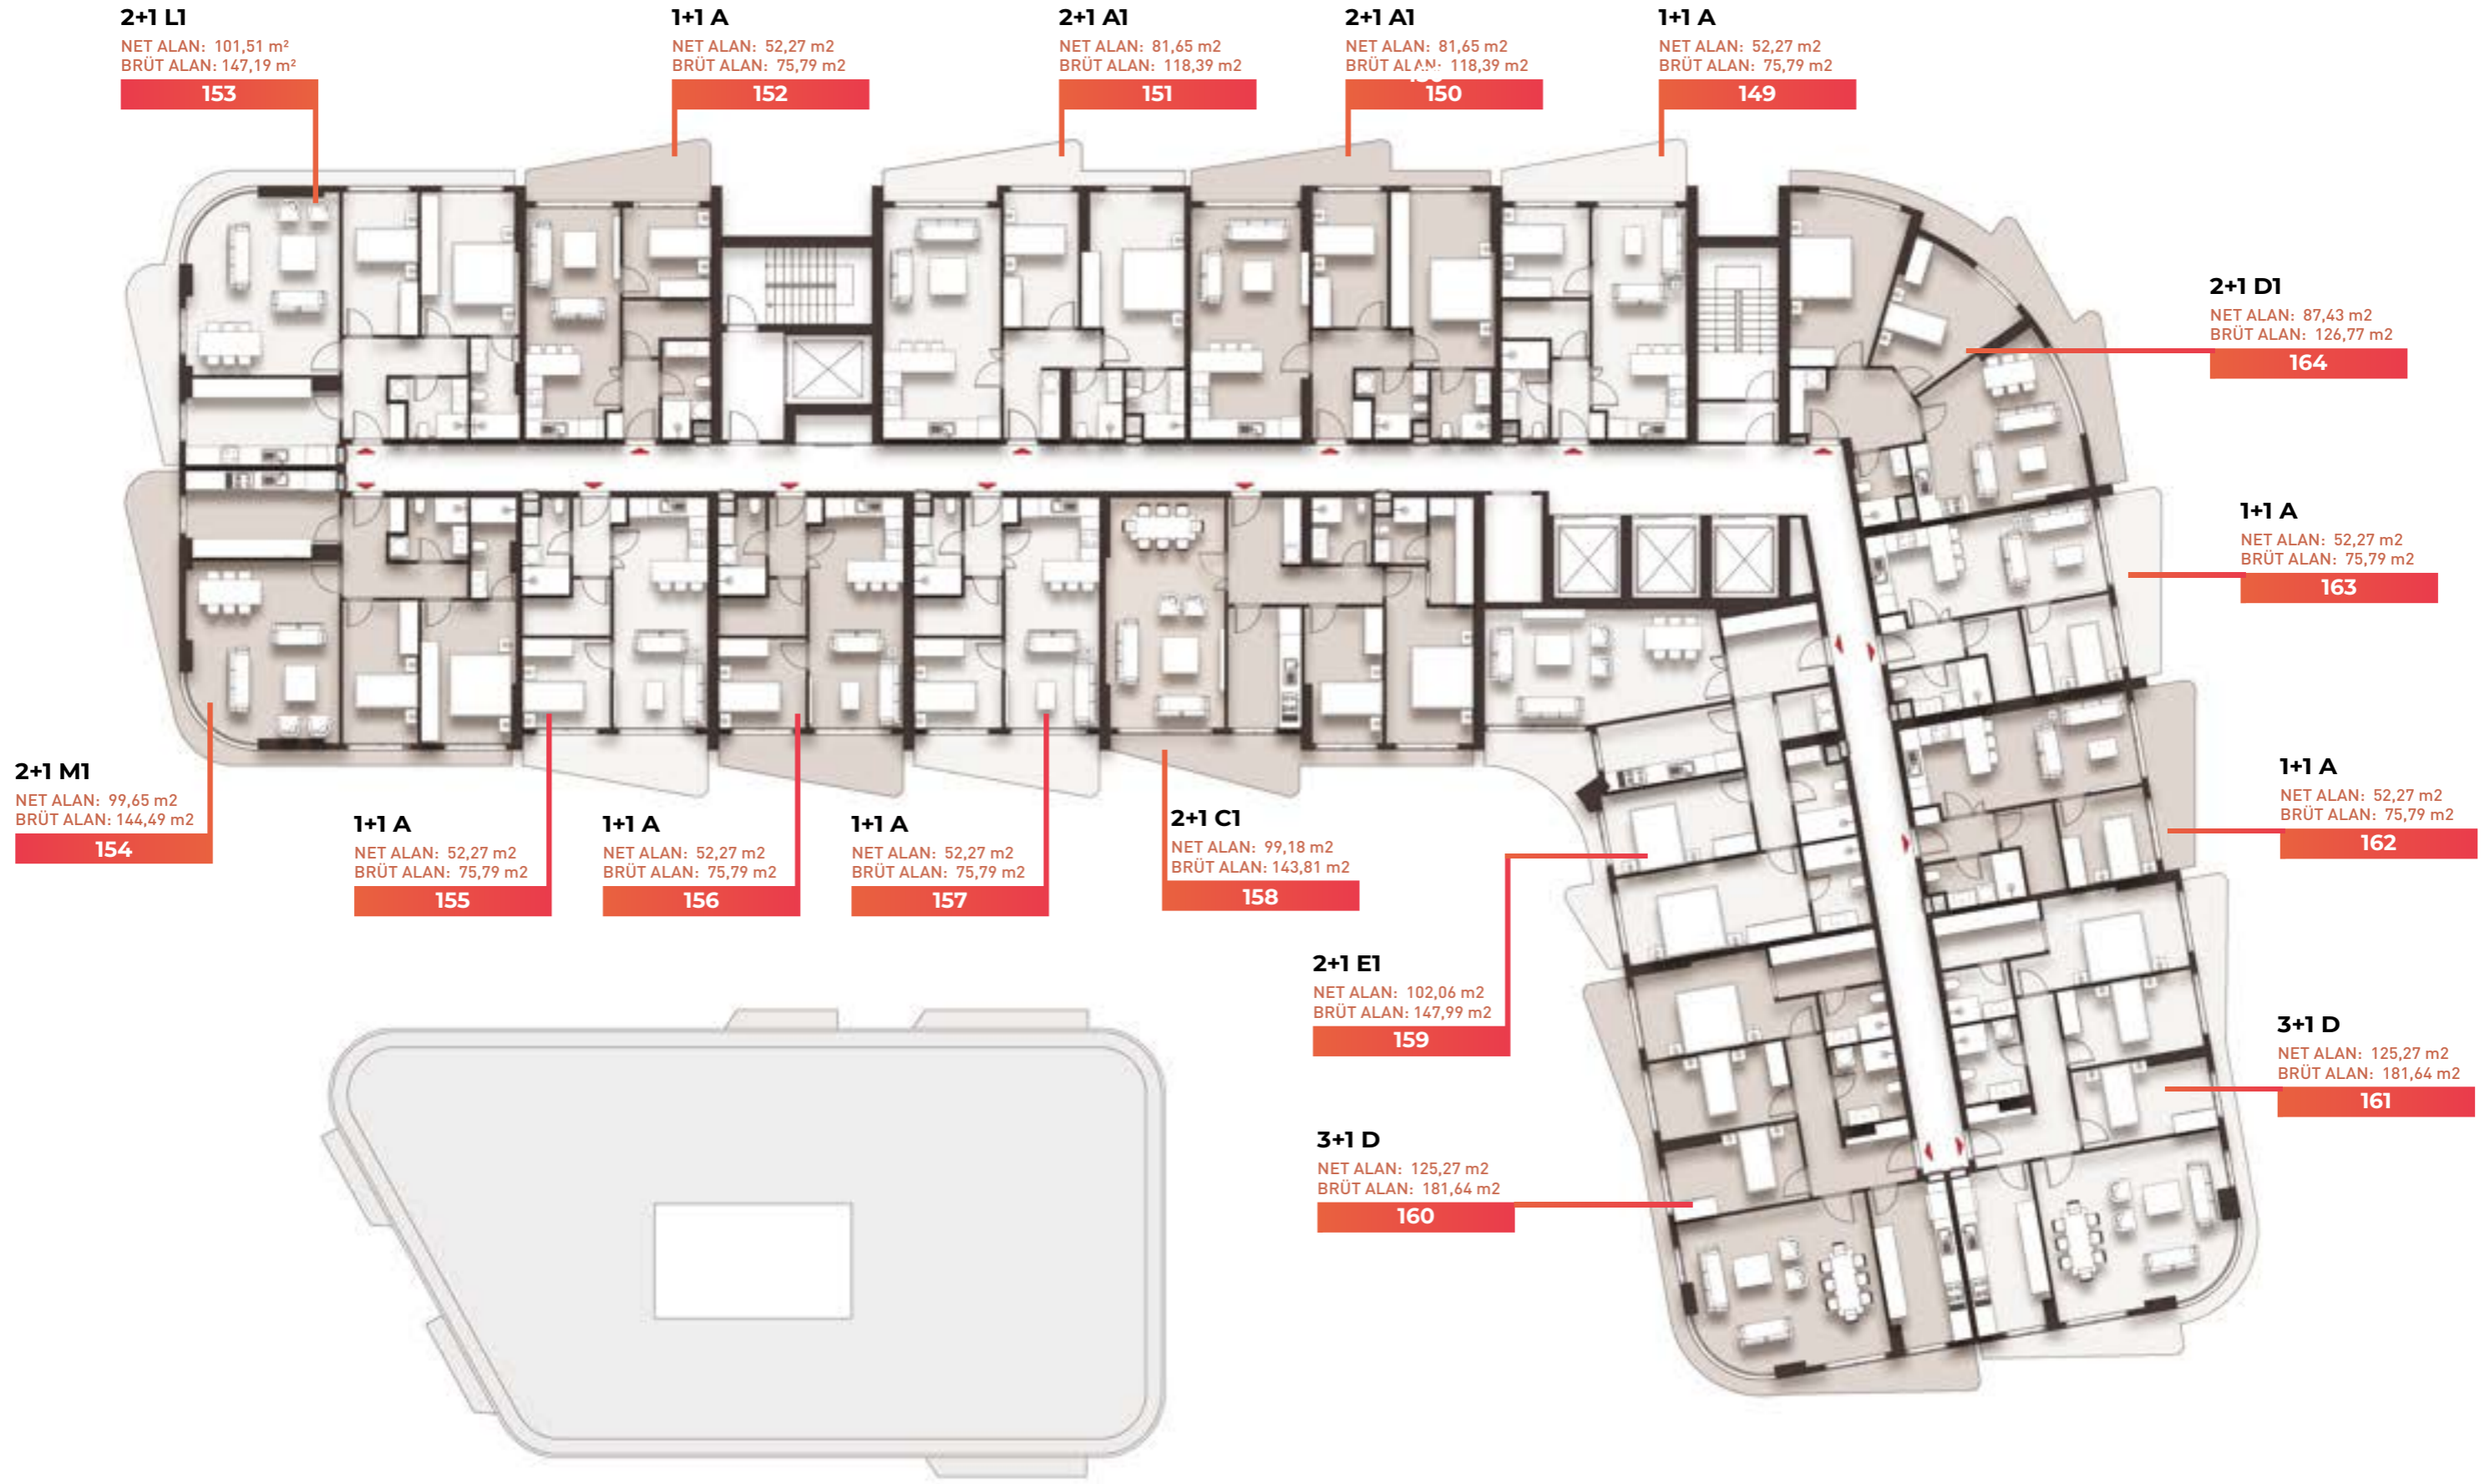 2+1 L1
NET ALAN: 101,51 m²
BRÜT ALAN: 147,19 m²
153
1+1 A
NET ALAN: 52,27 m2
BRÜT ALAN: 75,79 m2
152
2+1 A1
NET ALAN: 81,65 m2
BRÜT ALAN: 118,39 m2
151
2+1 A1
NET ALAN: 81,65 m2
BRÜT ALAN: 118,39 m2
150
1+1 A
NET ALAN: 52,27 m2
BRÜT ALAN: 75,79 m2
149
2+1 D1
NET ALAN: 87,43 m2
BRÜT ALAN: 126,77 m2
164
1+1 A
NET ALAN: 52,27 m2
BRÜT ALAN: 75,79 m2
163
1+1 A
NET ALAN: 52,27 m2
BRÜT ALAN: 75,79 m2
162
2+1 M1
NET ALAN: 99,65 m2
BRÜT ALAN: 144,49 m2
154
1+1 A
NET ALAN: 52,27 m2
BRÜT ALAN: 75,79 m2
155
1+1 A
NET ALAN: 52,27 m2
BRÜT ALAN: 75,79 m2
156
1+1 A
NET ALAN: 52,27 m2
BRÜT ALAN: 75,79 m2
157
2+1 C1
NET ALAN: 99,18 m2
BRÜT ALAN: 143,81 m2
158
2+1 E1
NET ALAN: 102,06 m2
BRÜT ALAN: 147,99 m2
159
3+1 D
NET ALAN: 125,27 m2
BRÜT ALAN: 181,64 m2
161
3+1 D
NET ALAN: 125,27 m2
BRÜT ALAN: 181,64 m2
160